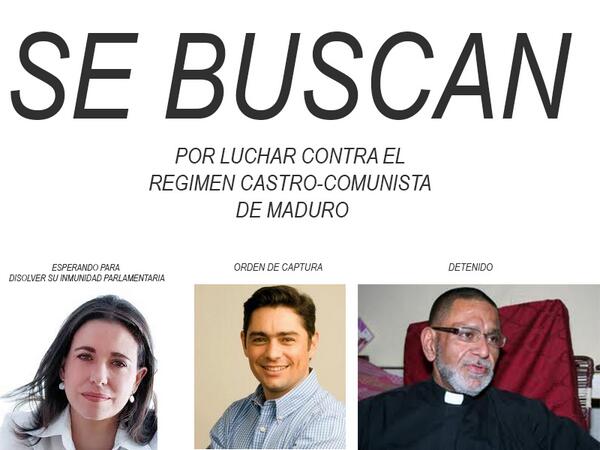 SE BUSCAN
POR LUCHAR CONTRA EL
REGIMEN CASTRO-COMUNISTA
DE MADURO
ESPERANDO PARA
DISOLVER SU INMUNIDAD PARLAMENTARIA
ORDEN DE CAPTURA
DETENIDO